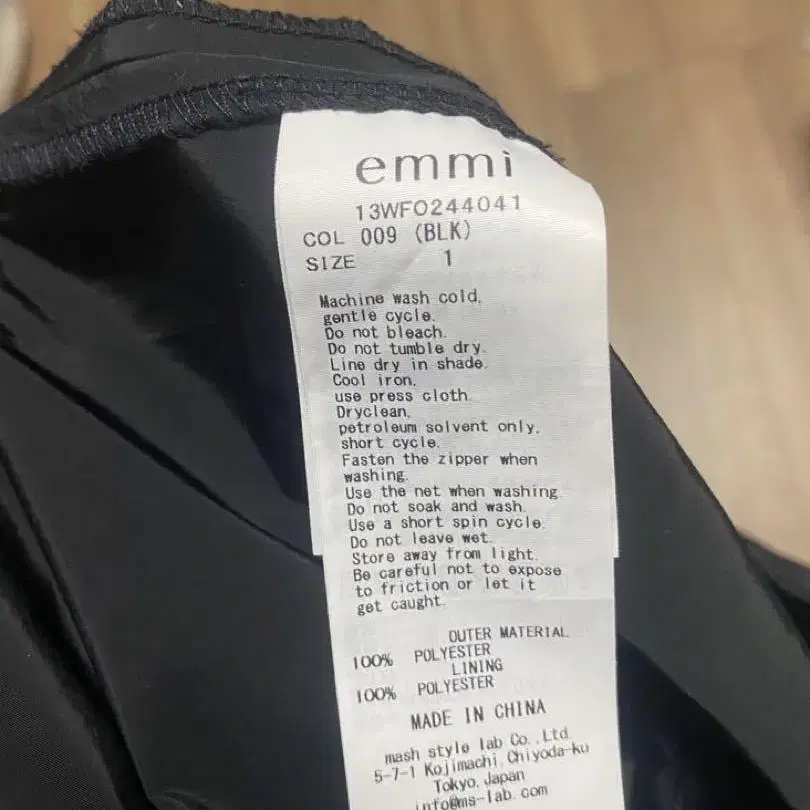 emmi
13WFO244041
COL 009 (BLK)
SIZE 1
Machine wash cold,
gentle cycle.
Do not bleach.
Do not tumble dry.
Line dry in shade.
Cool iron,
use press cloth.
Dryclean,
petroleum solvent only,
short cycle.
Fasten the zipper when
washing.
Use the net when washing.
Do not soak and wash.
Use a short spin cycle.
Do not leave wet.
Store away from light.
Be careful not to expose
to friction or let it
get caught.
OUTER MATERIAL
100% POLYESTER
LINING
100% POLYESTER
MADE IN CHINA
mash style lab Co.,Ltd.
5-7-1 Kojimachi,Chiyoda-ku
Tokyo,Japan
info@ms-lab.com